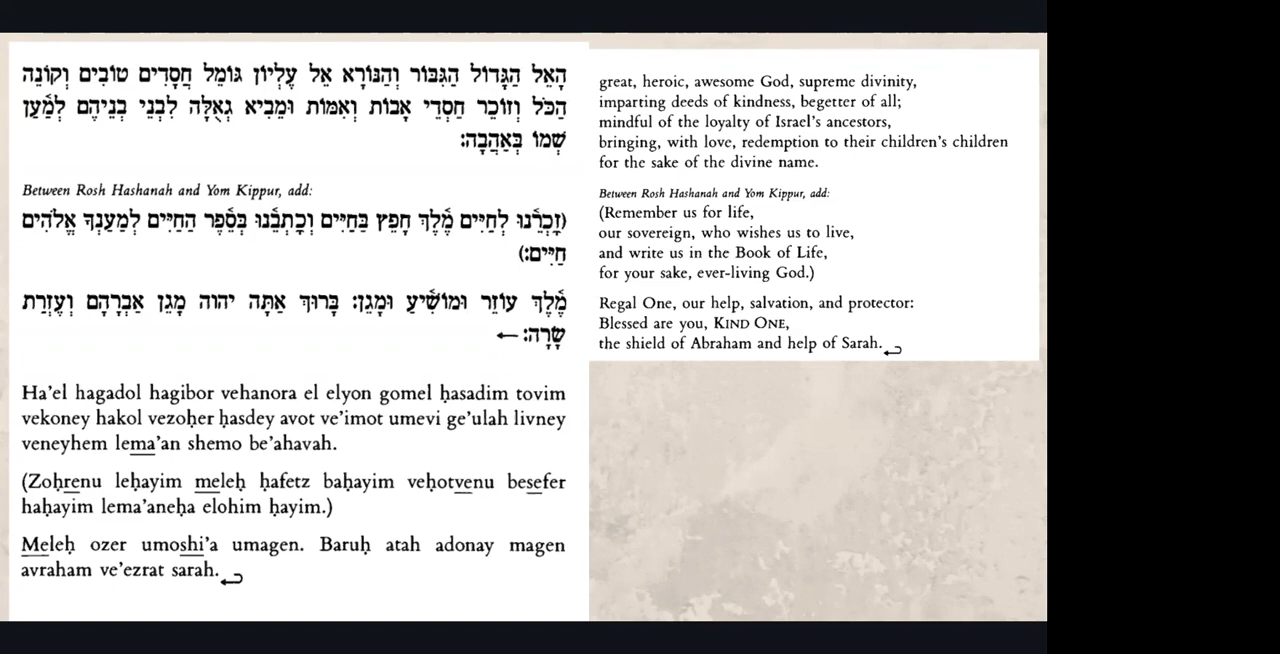 הָאֵל הַגָּדוֹל הַגִּבּוֹר וְהַנּוֹרָא אֵל עֶלְיוֹן גּוֹמֵל חֲסָדִים טוֹבִים וְקוֹנֵה
הַכֹּל וְזוֹכֵר חַסְדֵי אָבוֹת וְאִמּוֹת וּמֵבִיא גְאֻלָּה לִבְנֵי בְנֵיהֶם לְמַ֫עַן
שְׁמוֹ בְּאַהֲבָה:
Between Rosh Hashanah and Yom Kippur, add:
(זָכְרֵ֫נוּ לְחַיִּים מֶ֫לֶךְ חָפֵץ בַּחַיִּים וְכָתְבֵ֫נוּ בְּסֵ֫פֶר הַחַיִּים לְמַעַנְךָ אֱלֹהִים
חַיִּים:)
מֶ֫לֶךְ עוֹזֵר וּמוֹשִׁ֫יעַ וּמָגֵן: בָּרוּךְ אַתָּה יהוה מָגֵן אַבְרָהָם וְעֶזְרַת
שָׂרָה: ←
Ha’el hagadol hagibor vehanora el elyon gomel ḥasadim tovim
vekoney hakol vezoḥer ḥasdey avot ve’imot umevi ge’ulah livney
veneyhem lema’an shemo be’ahavah.
(Zoḥrenu leḥayim meleḥ ḥafetz baḥayim veḥotvenu besefer
haḥayim lema’aneḥa elohim ḥayim.)
Meleḥ ozer umoshi’a umagen. Baruḥ atah adonay magen
avraham ve’ezrat sarah.
great, heroic, awesome God, supreme divinity,
imparting deeds of kindness, begetter of all;
mindful of the loyalty of Israel’s ancestors,
bringing, with love, redemption to their children’s children
for the sake of the divine name.
Between Rosh Hashanah and Yom Kippur, add:
(Remember us for life,
our sovereign, who wishes us to live,
and write us in the Book of Life,
for your sake, ever-living God.)
Regal One, our help, salvation, and protector:
Blessed are you, KIND ONE,
the shield of Abraham and help of Sarah.